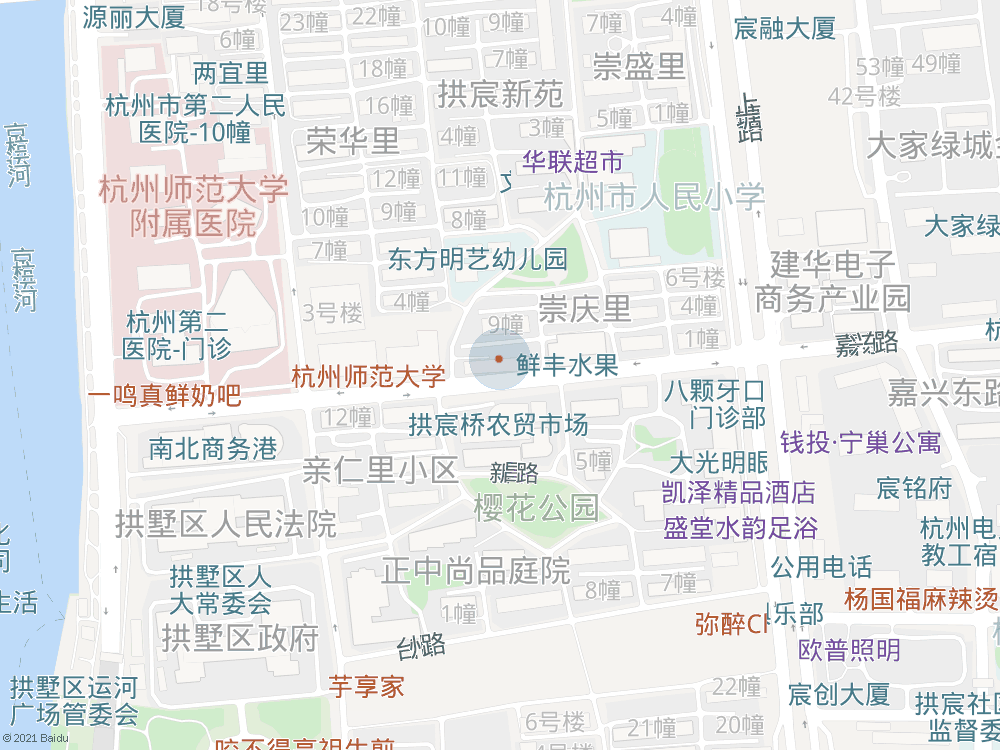 源丽大厦
18号楼
6幢
22幢
23幢
10幢
9幢
7幢
7幢
4幢
宸融大厦
53幢
49幢
42号楼
两宜里
18幢
16幢
崇盛里
拱宸新苑
杭州市第二人民
医院-10幢
荣华里
4幢
3幢
5幢
1幢
上塘路
大家绿城
华联超市
杭州市人民小学
杭州师范大学
附属医院
12幢
11幢
10幢
9幢
8幢
7幢
京杭运河
京杭运河
大家绿
东方明艺幼儿园
建华电子
商务产业园
6号楼
4幢
崇庆里
4幢
3号楼
9幢
1幢
杭州第二
医院-门诊
嘉兴东路
杭
鲜丰水果
杭州师范大学
一鸣真鲜奶吧
八颗牙口
门诊部
嘉兴东路
12幢
拱宸桥农贸市场
南北商务港
钱投·宁巢公寓
亲仁里小区
5幢
大光明眼
凯泽精品酒店
宸铭府
樱花公园
拱墅区人民法院
盛堂水韵足浴
杭州电
教工宿
正中尚品庭院
公用电话
拱墅区人
大常委会
8幢
7幢
生活
1幢
杨国福麻辣烫
弥醉Cl
乐部
拱墅区政府
台州路
欧普照明
芋享家
拱墅区运河
广场管委会
22幢
宸创大厦
拱宸社区
监督委
6号楼
21幢
20幢
© 2021 Baidu